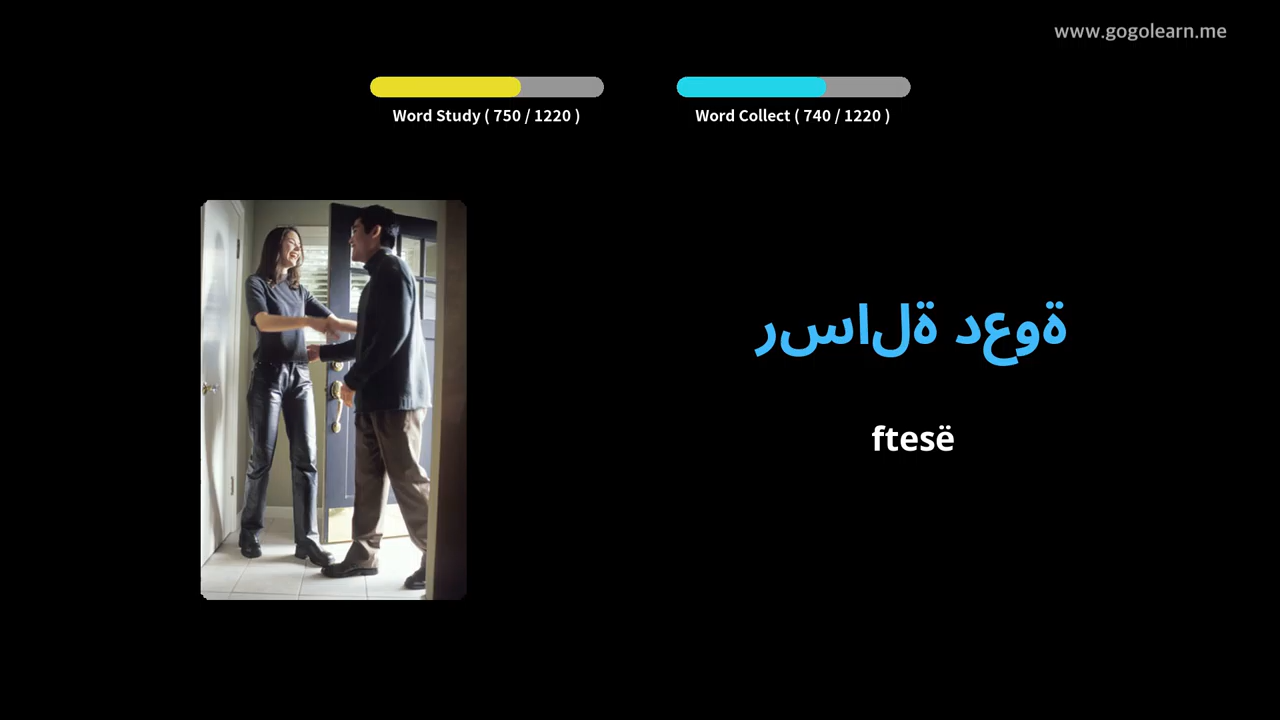 www.gogolearn.me
Word Study ( 750 / 1220 )
Word Collect ( 740 / 1220 )
رسالة دعوة
ftesë